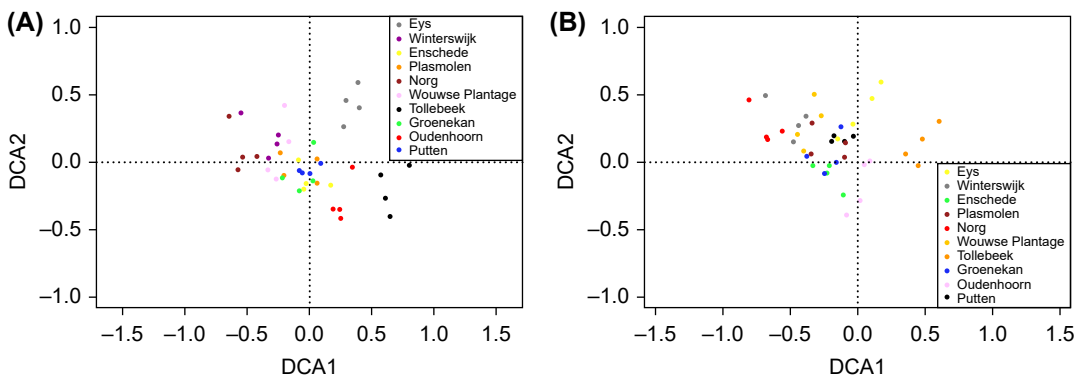 (A)
1.0
0.5
0.0
–0.5
–1.0
DCA2
–1.5
–1.0
–0.5
0.0
0.5
1.0
1.5
DCA1
Eys
Winterswijk
Enschede
Plasmolen
Norg
Wouwse Plantage
Tollebeek
Groenekan
Oudenhoorn
Putten
(B)
1.0
0.5
0.0
–0.5
–1.0
DCA2
–1.5
–1.0
–0.5
0.0
0.5
1.0
1.5
DCA1
Eys
Winterswijk
Enschede
Plasmolen
Norg
Wouwse Plantage
Tollebeek
Groenekan
Oudenhoorn
Putten